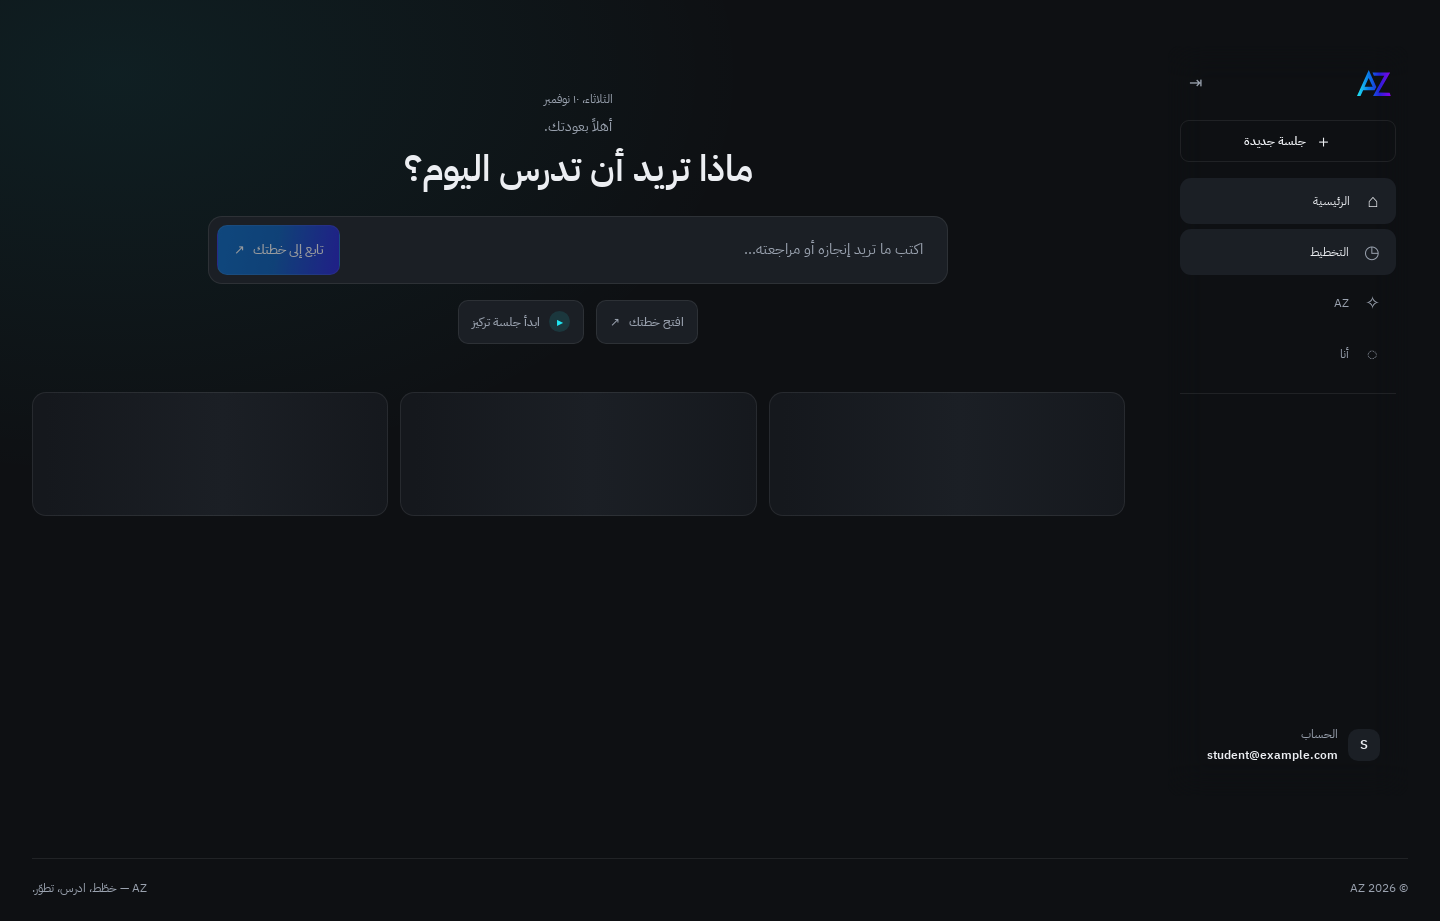 AZ
جلسة جديدة
الرئيسية
التخطيط
AZ
أنا
الحساب
S
student@example.com
الثلاثاء، ١٠ نوفمبر
أهلاً بعودتك.
ماذا تريد أن تدرس اليوم؟
اكتب ما تريد إنجازه أو مراجعته...
تابع إلى خطتك ↗
افتح خطتك ↗
ابدأ جلسة تركيز
© 2026 AZ
AZ — خطّط، ادرس، تطوّر.